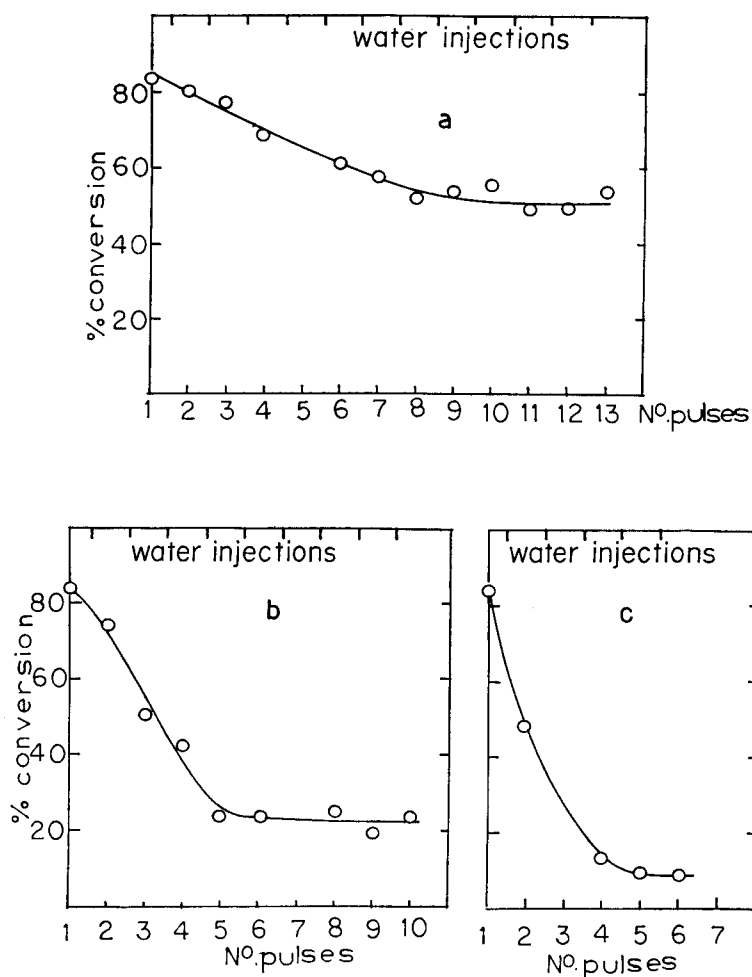 water injections
a
80
60
40
20
% conversion
1 2 3 4 6 7 8 9 10 11 12 13 Nº.pulses
water injections
b
80
60
40
20
% conversion
1 2 3 4 5 6 8 9 10
Nº.pulses
water injections
c
1 2 3 4 5 6 7
Nº.pulses